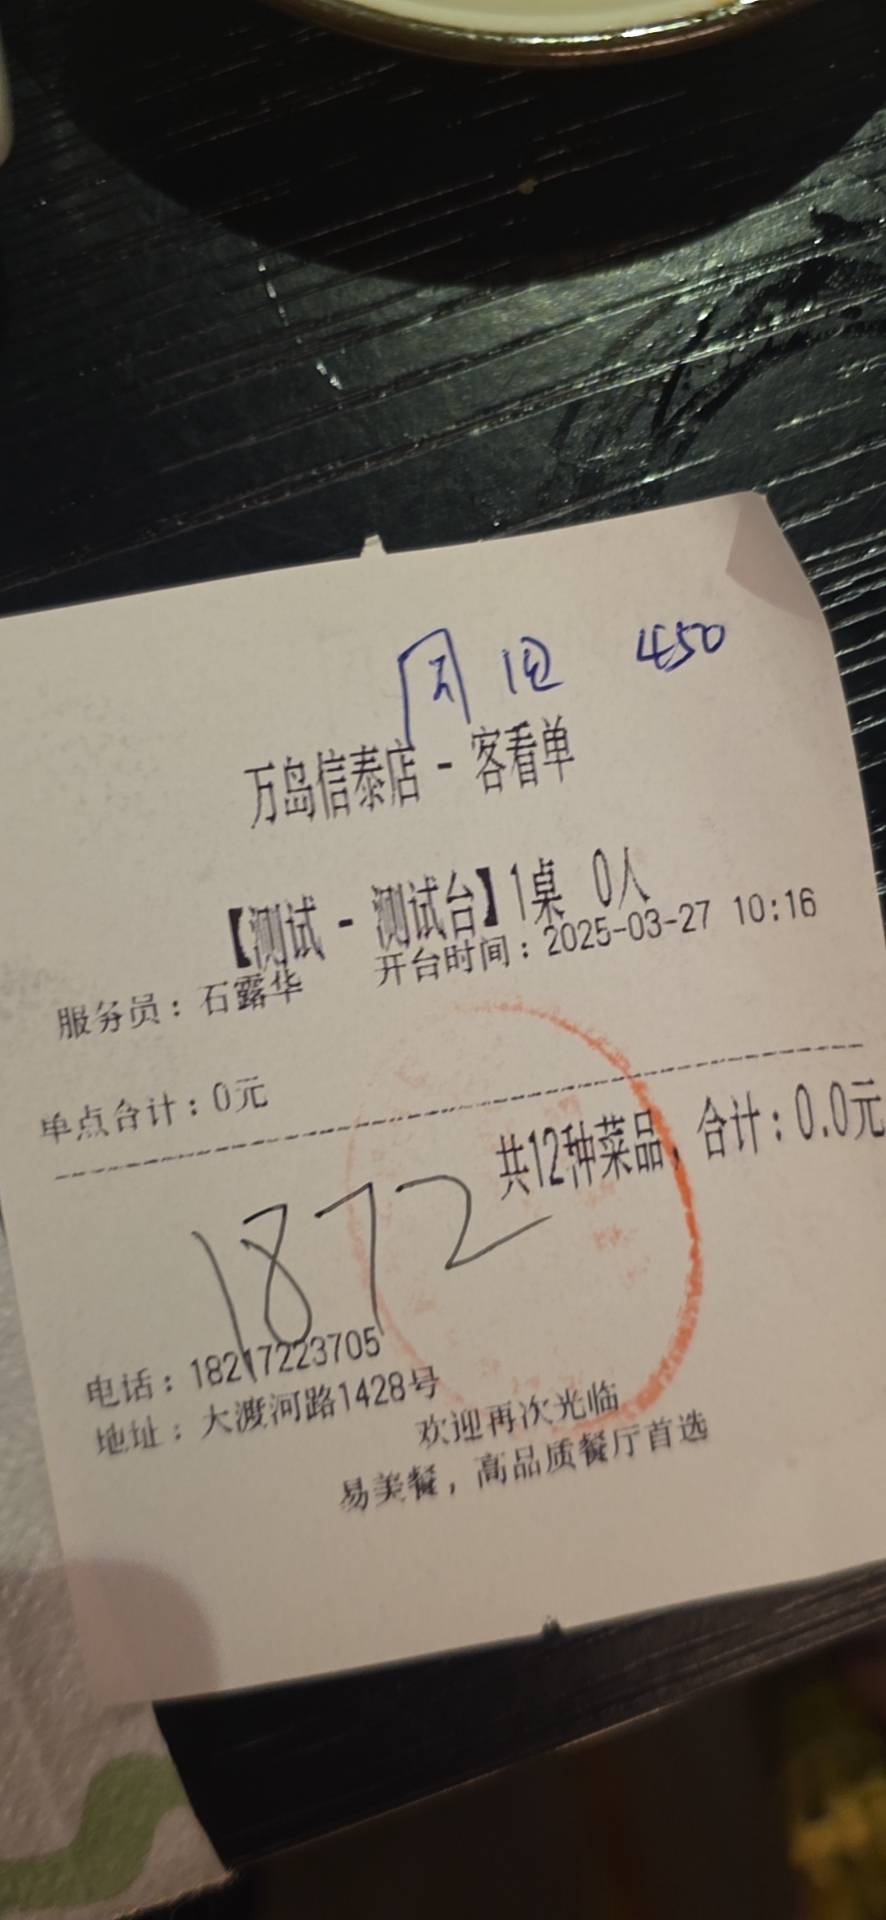 450
万岛信泰店 - 客看单
【测试 - 测试台】1桌 0人
服务员：石露华 开台时间：2025-03-27 10:16
单点合计：0元
共12种菜品，合计：0.0元
1872
电话：18217223705
地址：大渡河路1428号
欢迎再次光临
易美餐，高品质餐厅首选